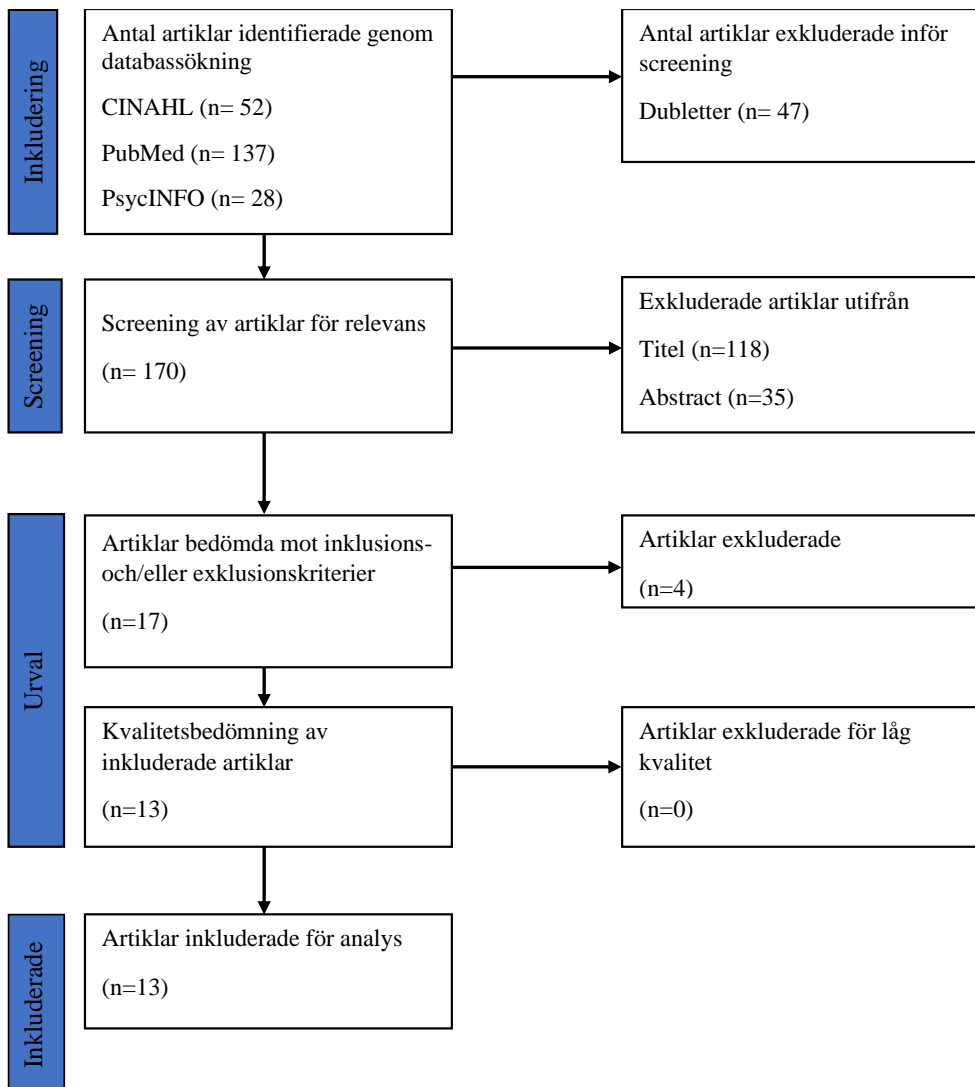 Inkludering
Antal artiklar identifierade genom
databassökning
CINAHL (n= 52)
PubMed (n= 137)
PsycINFO (n= 28)
Antal artiklar exkluderade inför
screening
Dubletter (n= 47)
Screening
Screening av artiklar för relevans
(n= 170)
Exkluderade artiklar utifrån
Titel (n=118)
Abstract (n=35)
Urval
Artiklar bedömda mot inklusions-
och/eller exklusionskriterier
(n=17)
Artiklar exkluderade
(n=4)
Kvalitetsbedömning av
inkluderade artiklar
(n=13)
Artiklar exkluderade för låg
kvalitet
(n=0)
Inkluderade
Artiklar inkluderade för analys
(n=13)